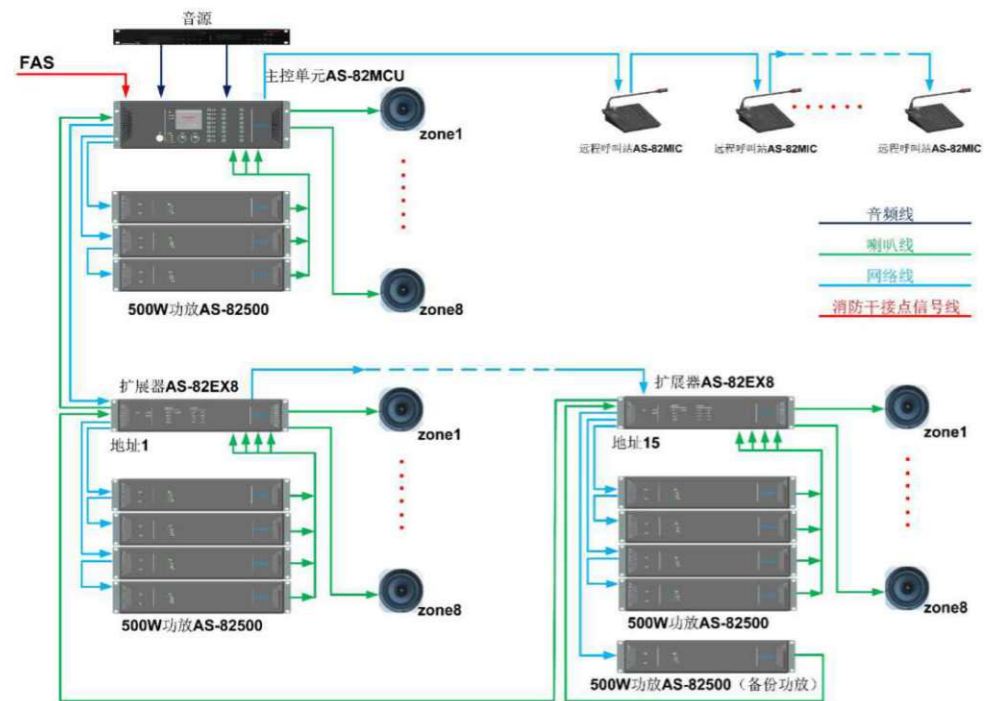 音源
FAS
主控单元AS-82MCU
zone1
远程呼叫站AS-82MIC
远程呼叫站AS-82MIC
远程呼叫站AS-82MIC
音频线
喇叭线
网络线
消防干接点信号线
zone8
500W功放AS-82500
扩展器AS-82EX8
地址1
zone1
zone8
500W功放AS-82500
扩展器AS-82EX8
地址15
zone1
zone8
500W功放AS-82500
500W功放AS-82500（备份功放）